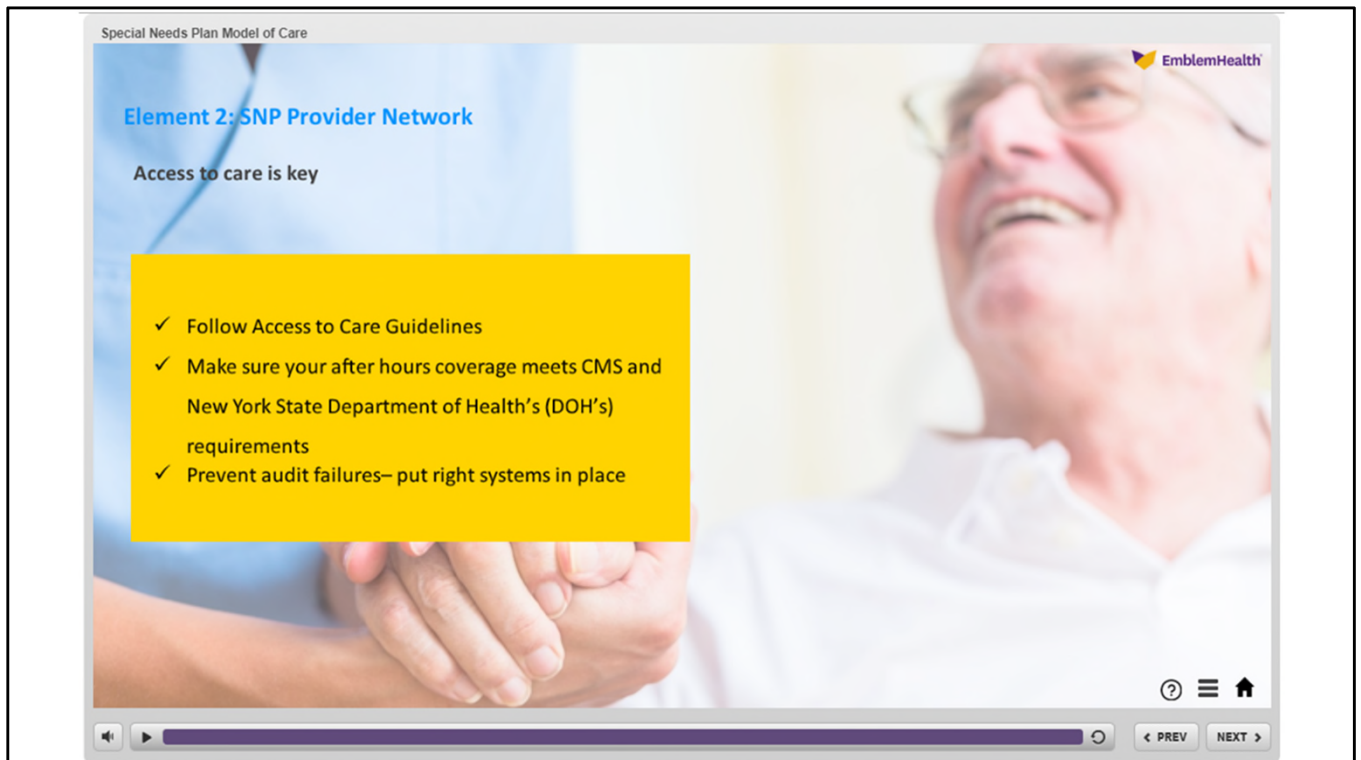 Special Needs Plan Model of Care
EmblemHealth
Element 2: SNP Provider Network
Access to care is key
✓ Follow Access to Care Guidelines
✓ Make sure your after hours coverage meets CMS and
New York State Department of Health’s (DOH’s)
requirements
✓ Prevent audit failures– put right systems in place
?
< PREV
NEXT >